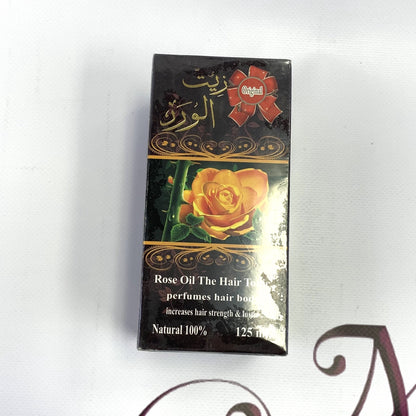 زيت
Original
الورد
Rose Oil The Hair
perfumes hair
increases hair strength &
Natural 100%
125